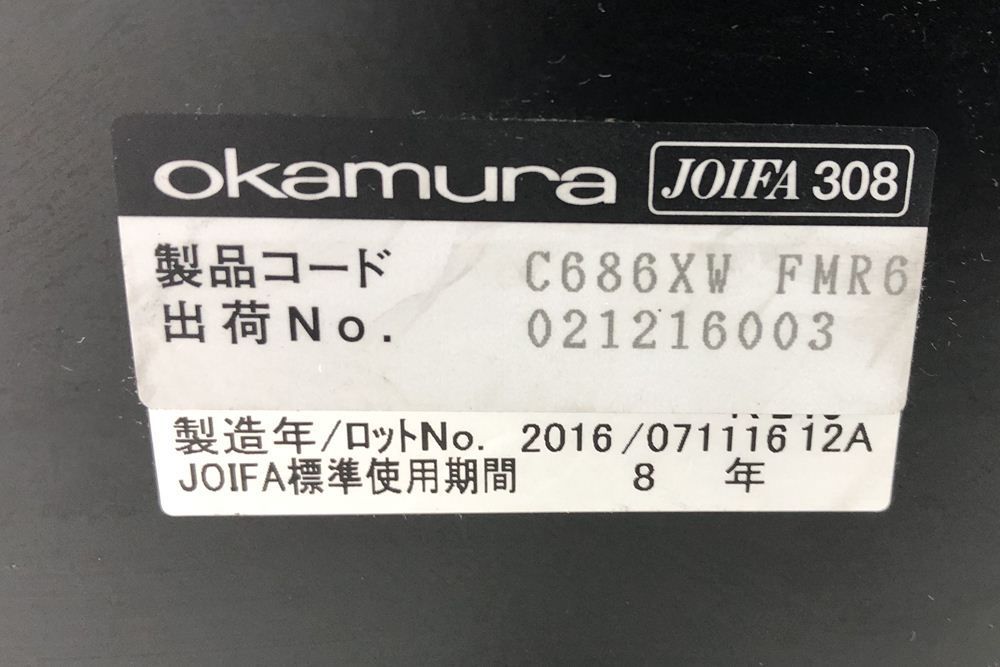 okamura JOIFA 308
製品コード C686XW FMR6
出荷No. 021216003
製造年/ロットNo. 2016/07111612A
JOIFA標準使用期間 8 年